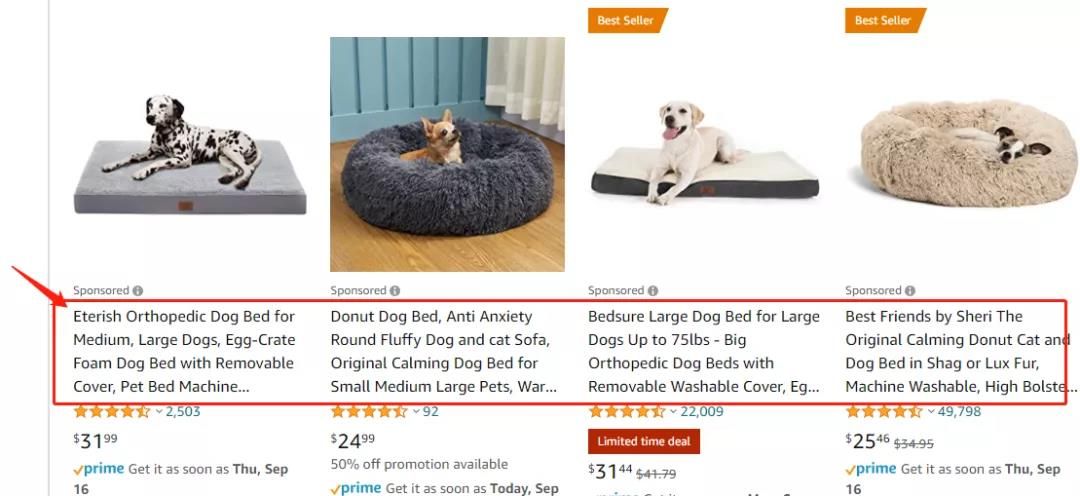 Best Seller
Best Seller
Sponsored
Eterish Orthopedic Dog Bed for
Medium, Large Dogs, Egg-Crate
Foam Dog Bed with Removable
Cover, Pet Bed Machine...
2,503
$31 99
prime Get it as soon as Thu, Sep
16
Sponsored
Donut Dog Bed, Anti Anxiety
Round Fluffy Dog and cat Sofa,
Original Calming Dog Bed for
Small Medium Large Pets, War...
92
$24 99
50% off promotion available
prime Get it as soon as Today, Sep
Sponsored
Bedsure Large Dog Bed for Large
Dogs Up to 75lbs - Big
Orthopedic Dog Beds with
Removable Washable Cover, Eg...
22,009
Limited time deal
$31 44 $41.79
Sponsored
Best Friends by Sheri The
Original Calming Donut Cat and
Dog Bed in Shag or Lux Fur,
Machine Washable, High Bolste...
49,798
$25 46 $34.95
prime Get it as soon as Thu, Sep
16